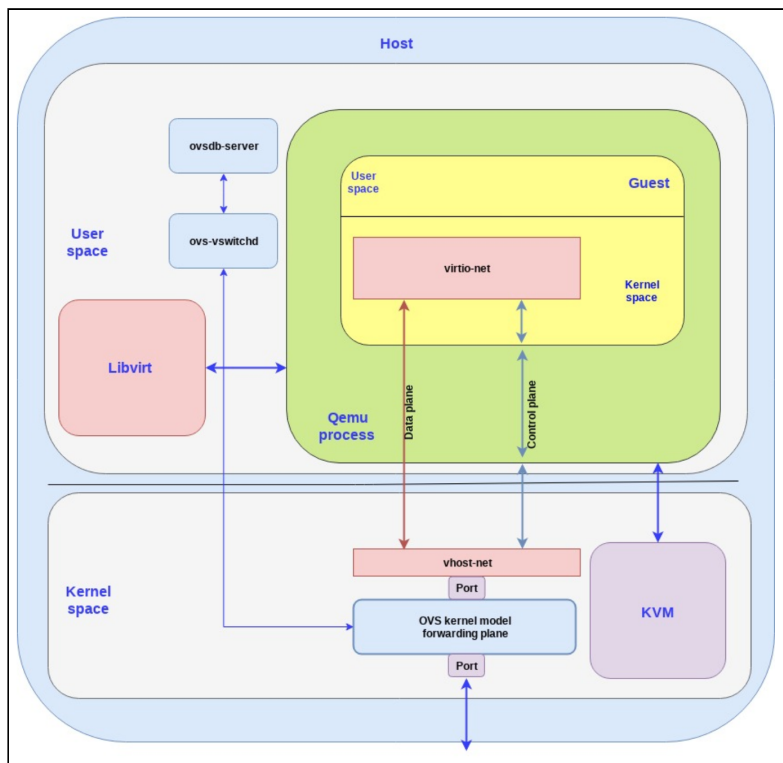 Host
ovsdb-server
User
space
ovs-vswitchd
Libvirt
User
space
Guest
virtio-net
Kernel
space
Qemu
process
Data plane
Control plane
Kernel
space
vhost-net
Port
OVS kernel model
forwarding plane
Port
KVM